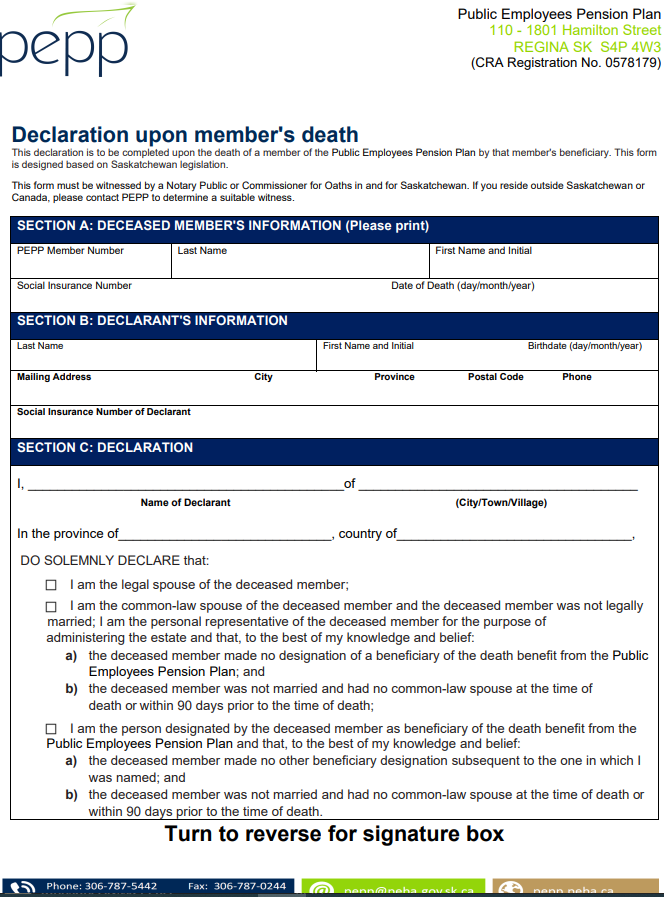 pepp
Public Employees Pension Plan
110 - 1801 Hamilton Street
REGINA SK  S4P 4W3
(CRA Registration No. 0578179)
Declaration upon member's death
This declaration is to be completed upon the death of a member of the Public Employees Pension Plan by that member's beneficiary. This form
is designed based on Saskatchewan legislation.
This form must be witnessed by a Notary Public or Commissioner for Oaths in and for Saskatchewan. If you reside outside Saskatchewan or
Canada, please contact PEPP to determine a suitable witness.
SECTION A: DECEASED MEMBER'S INFORMATION (Please print)
PEPP Member Number Last Name First Name and Initial
Social Insurance Number Date of Death (day/month/year)
SECTION B: DECLARANT'S INFORMATION
Last Name First Name and Initial Birthdate (day/month/year)
Mailing Address City Province Postal Code Phone
Social Insurance Number of Declarant
SECTION C: DECLARATION
I, ___________________________________________of ______________________________________
Name of Declarant (City/Town/Village)
In the province of_____________________________, country of________________________________,
DO SOLEMNLY DECLARE that:
☐ I am the legal spouse of the deceased member;
☐ I am the common-law spouse of the deceased member and the deceased member was not legally
married; I am the personal representative of the deceased member for the purpose of
administering the estate and that, to the best of my knowledge and belief:
a) the deceased member made no designation of a beneficiary of the death benefit from the Public
Employees Pension Plan; and
b) the deceased member was not married and had no common-law spouse at the time of
death or within 90 days prior to the time of death;
☐ I am the person designated by the deceased member as beneficiary of the death benefit from the
Public Employees Pension Plan and that, to the best of my knowledge and belief:
a) the deceased member made no other beneficiary designation subsequent to the one in which I
was named; and
b) the deceased member was not married and had no common-law spouse at the time of death or
within 90 days prior to the time of death.
Turn to reverse for signature box
Phone: 306-787-5442 Fax: 306-787-0244 pepp@peba.gov.sk.ca pepp.peba.ca